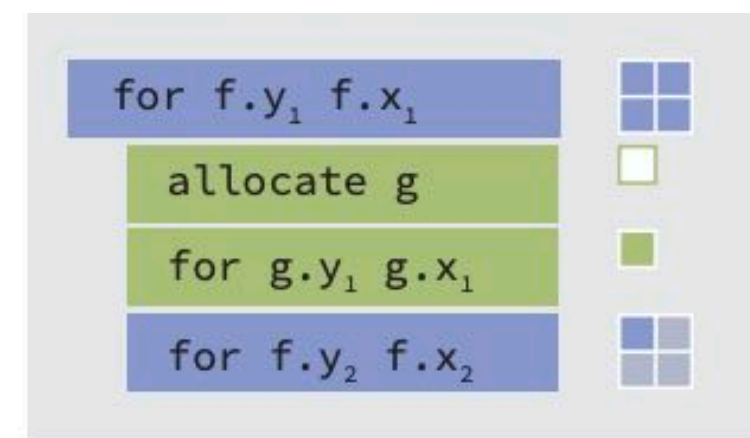 for f.y₁ f.x₁
allocate g
for g.y₁ g.x₁
for f.y₂ f.x₂